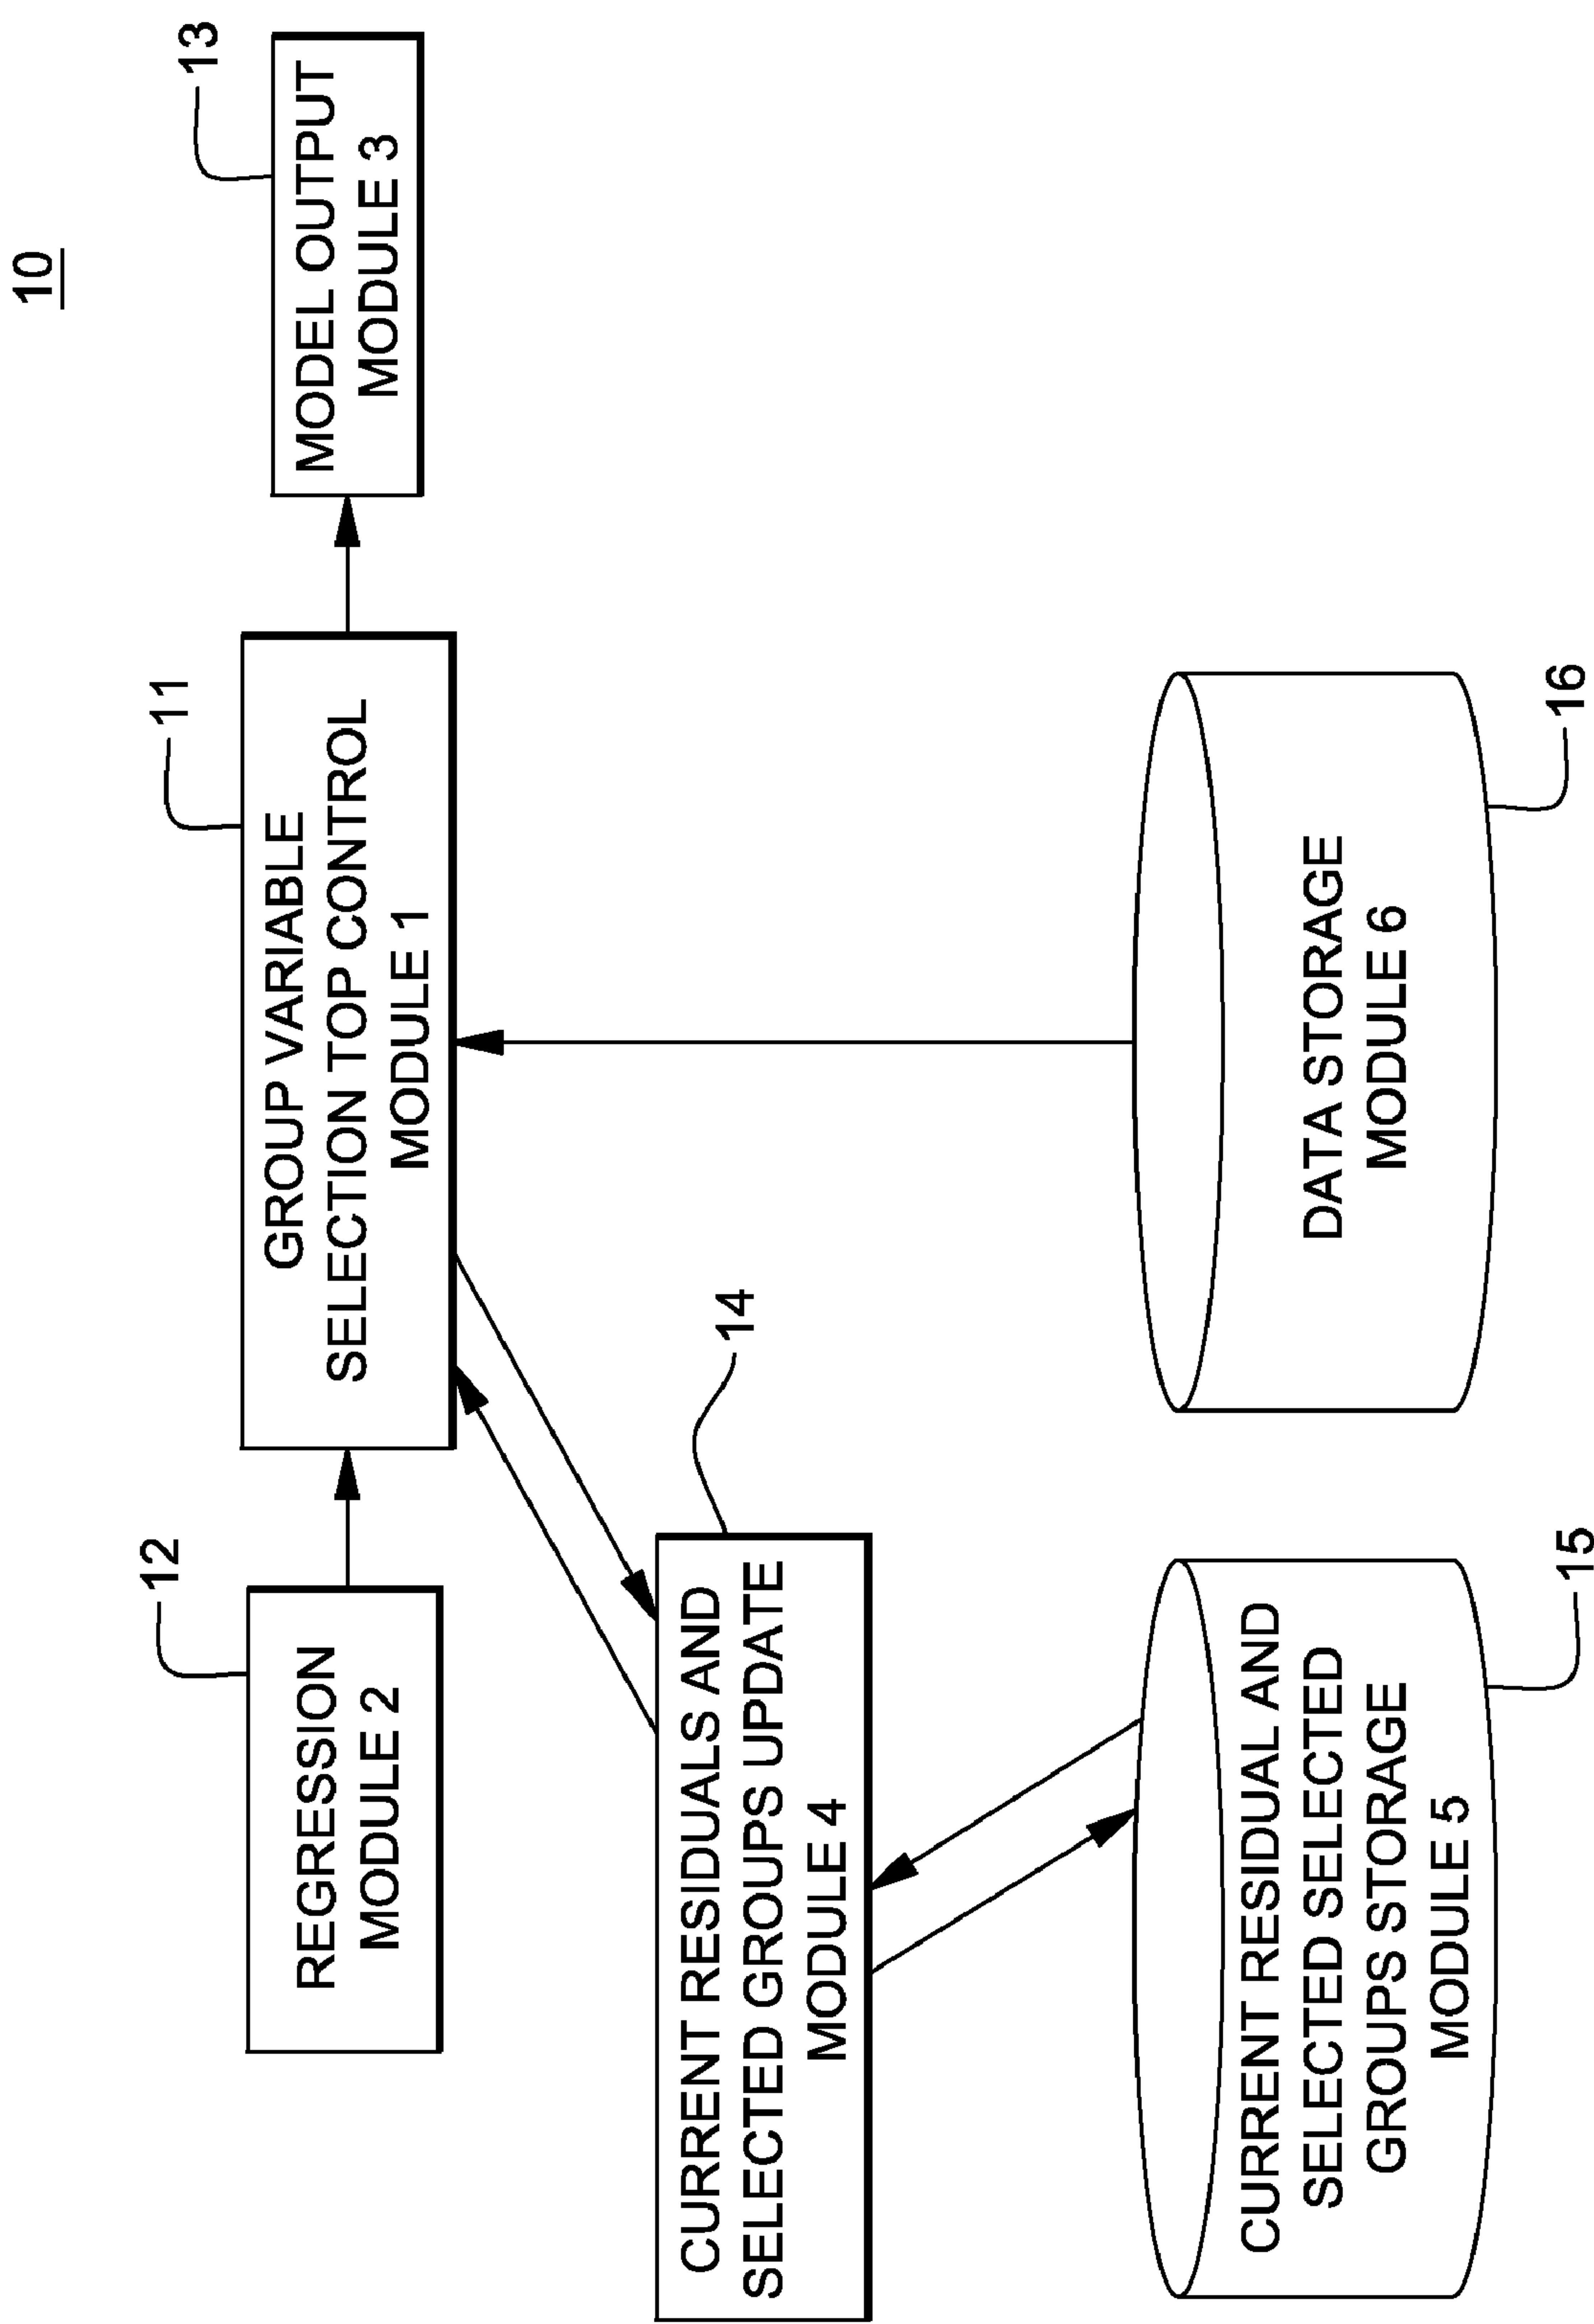 10
12
REGRESSION
MODULE 2
11
GROUP VARIABLE
SELECTION TOP CONTROL
MODULE 1
13
MODEL OUTPUT
MODULE 3
14
CURRENT RESIDUALS AND
SELECTED GROUPS UPDATE
MODULE 4
CURRENT RESIDUAL AND
SELECTED SELECTED
GROUPS STORAGE
MODULE 5
15
DATA STORAGE
MODULE 6
16